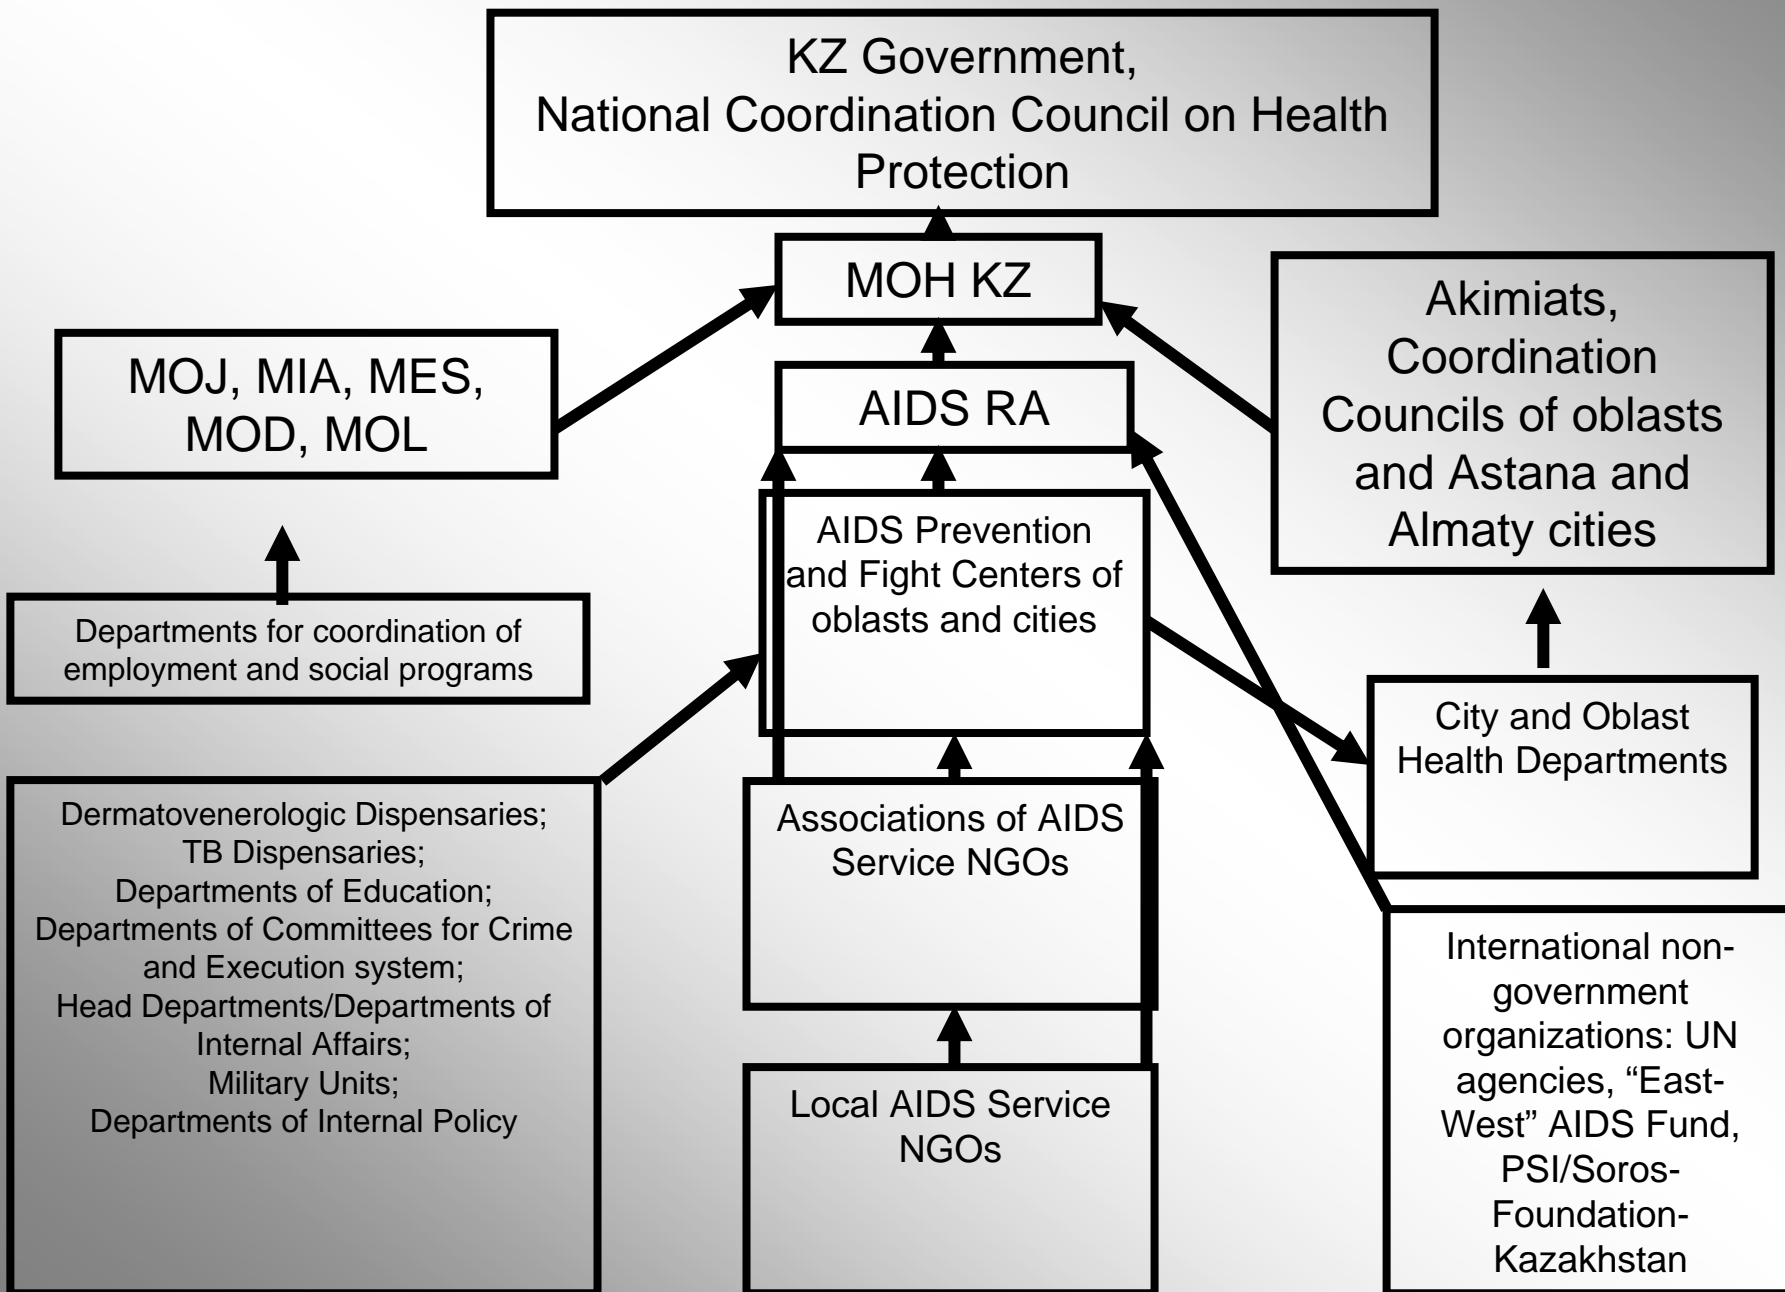 KZ Government,
National Coordination Council on Health
Protection
MOH KZ
MOJ, MIA, MES,
MOD, MOL
AIDS RA
Akimiats,
Coordination
Councils of oblasts
and Astana and
Almaty cities
AIDS Prevention
and Fight Centers of
oblasts and cities
Departments for coordination of
employment and social programs
City and Oblast
Health Departments
Dermatovenerologic Dispensaries;
TB Dispensaries;
Departments of Education;
Departments of Committees for Crime
and Execution system;
Head Departments/Departments of
Internal Affairs;
Military Units;
Departments of Internal Policy
Associations of AIDS
Service NGOs
Local AIDS Service
NGOs
International non-
government
organizations: UN
agencies, “East-
West” AIDS Fund,
PSI/Soros-
Foundation-
Kazakhstan